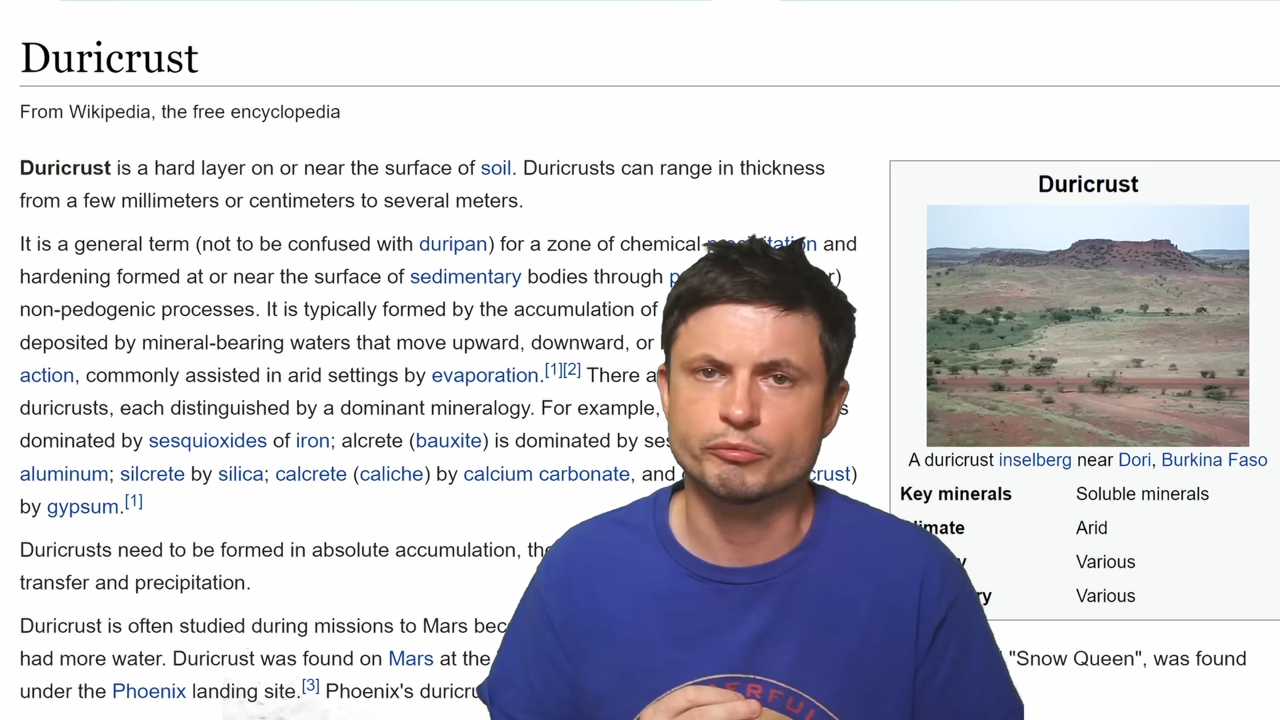 Duricrust
From Wikipedia, the free encyclopedia
Duricrust is a hard layer on or near the surface of soil. Duricrusts can range in thickness
from a few millimeters or centimeters to several meters.
It is a general term (not to be confused with duripan) for a zone of chemical and
hardening formed at or near the surface of sedimentary bodies through
non-pedogenic processes. It is typically formed by the accumulation of
deposited by mineral-bearing waters that move upward, downward, or
action, commonly assisted in arid settings by evaporation.[1][2] There
duricrusts, each distinguished by a dominant mineralogy. For example,
dominated by sesquioxides of iron; alcrete (bauxite) is dominated by
aluminum; silcrete by silica; calcrete (caliche) by calcium carbonate, and
by gypsum.[1]
Duricrusts need to be formed in absolute accumulation,
transfer and precipitation.
Duricrust is often studied during missions to Mars
had more water. Duricrust was found on Mars at the "Snow Queen", was found
under the Phoenix landing site.[3] Phoenix's
Duricrust
A duricrust inselberg near Dori, Burkina Faso
Key minerals Soluble minerals
Arid
Various
Various